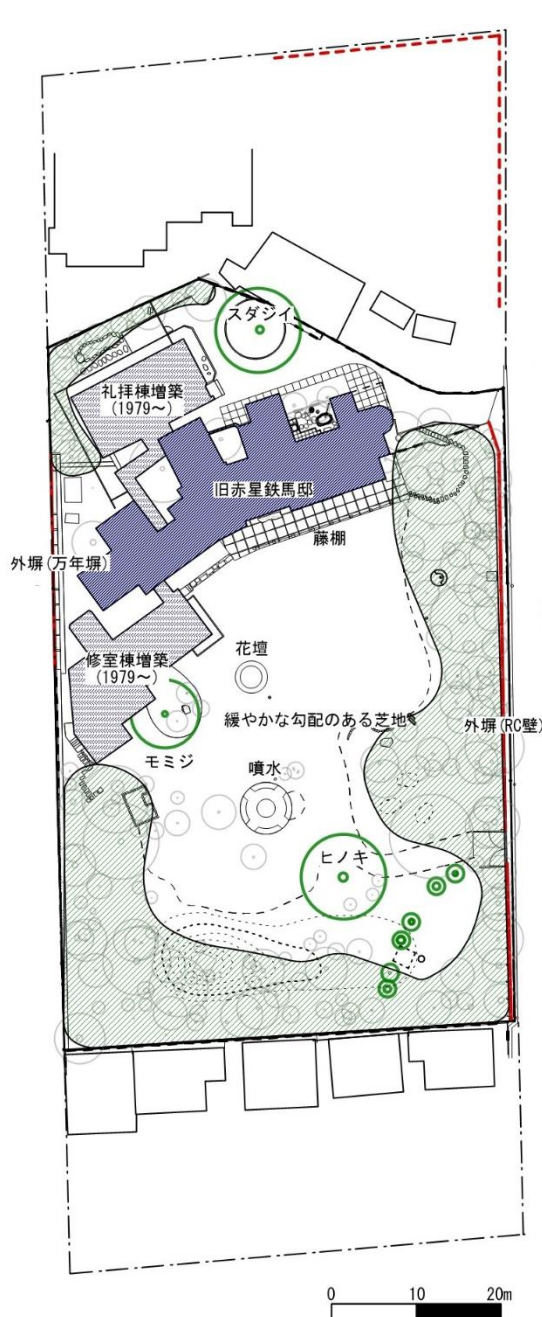 スダジイ
礼拝棟増築
(1979～)
旧赤星鉄馬邸
藤棚
外塀(万年塀)
花壇
修室棟増築
(1979～)
緩やかな勾配のある芝地
外塀(RC壁)
モミジ
噴水
ヒノキ
0 10 20m